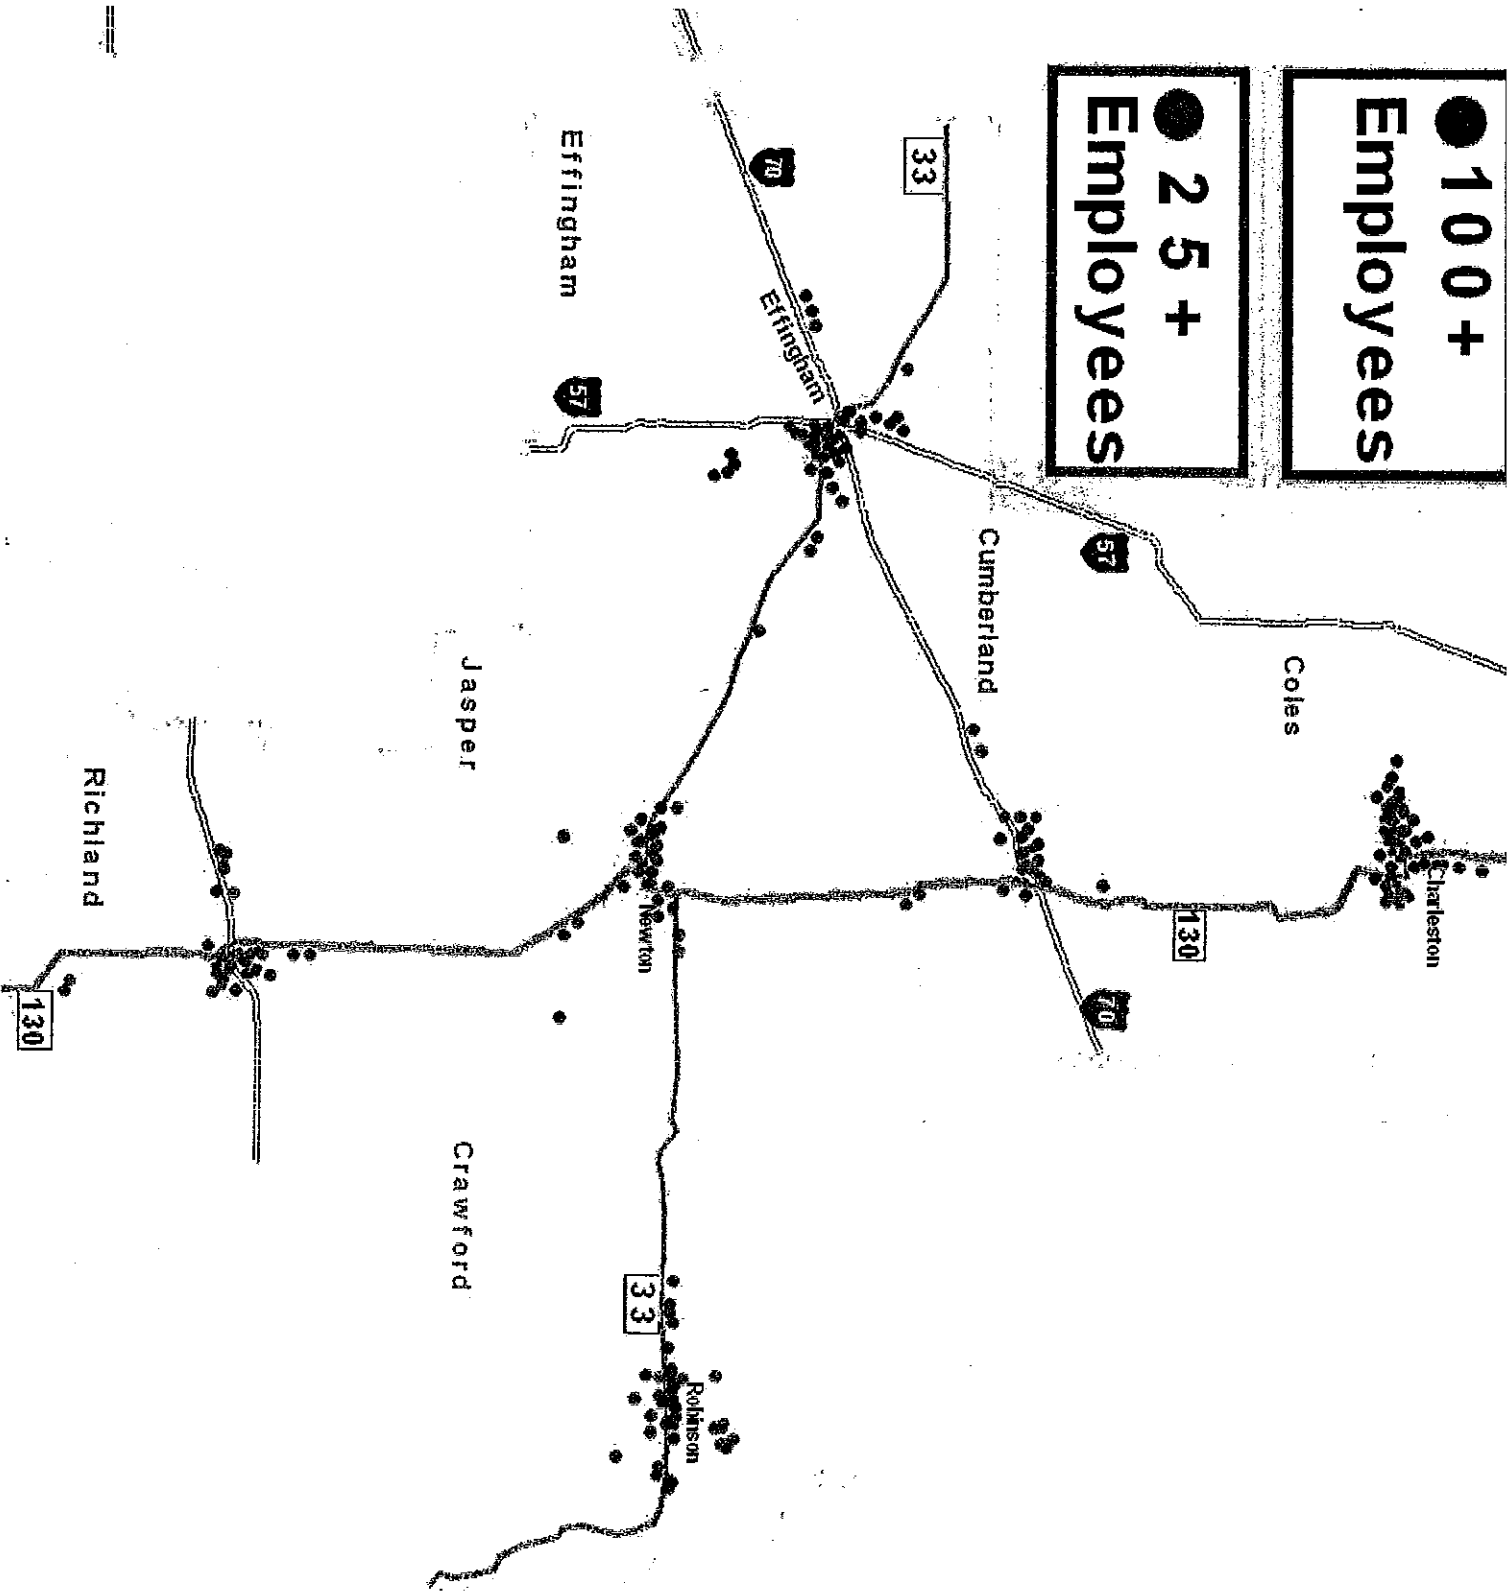 ● 100+
Employees
● 25+
Employees
Coles
Charleston
57
130
70
Cumberland
33
70
Effingham
Effingham
57
Newton
Robinson
33
Jasper
Crawford
Richland
130